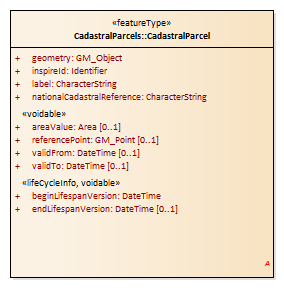 «featureType»
CadastralParcels::CadastralParcel
+ geometry: GM_Object
+ inspireId: Identifier
+ label: CharacterString
+ nationalCadastralReference: CharacterString
«voidable»
+ areaValue: Area [0..1]
+ referencePoint: GM_Point [0..1]
+ validFrom: DateTime [0..1]
+ validTo: DateTime [0..1]
«lifeCycleInfo, voidable»
+ beginLifespanVersion: DateTime
+ endLifespanVersion: DateTime [0..1]
A